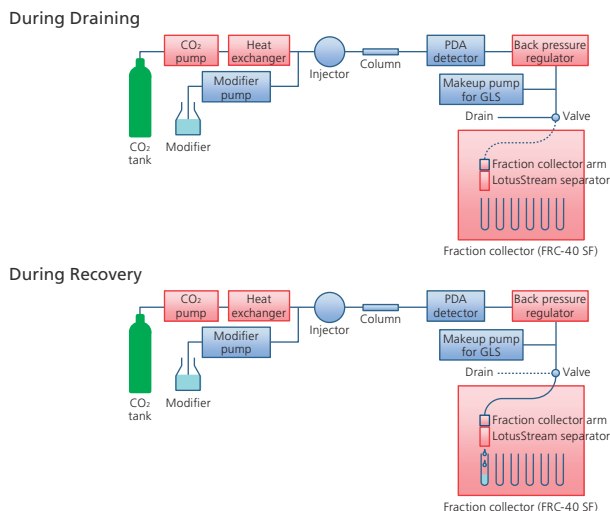 During Draining
CO₂
pump
Heat
exchanger
Modifier
pump
Injector
Column
PDA
detector
Back pressure
regulator
Makeup pump
for GLS
Drain
Valve
CO₂
tank
Modifier
Fraction collector arm
LotusStream separator
Fraction collector (FRC-40 SF)
During Recovery
CO₂
pump
Heat
exchanger
Modifier
pump
Injector
Column
PDA
detector
Back pressure
regulator
Makeup pump
for GLS
Drain
Valve
CO₂
tank
Modifier
Fraction collector arm
LotusStream separator
Fraction collector (FRC-40 SF)